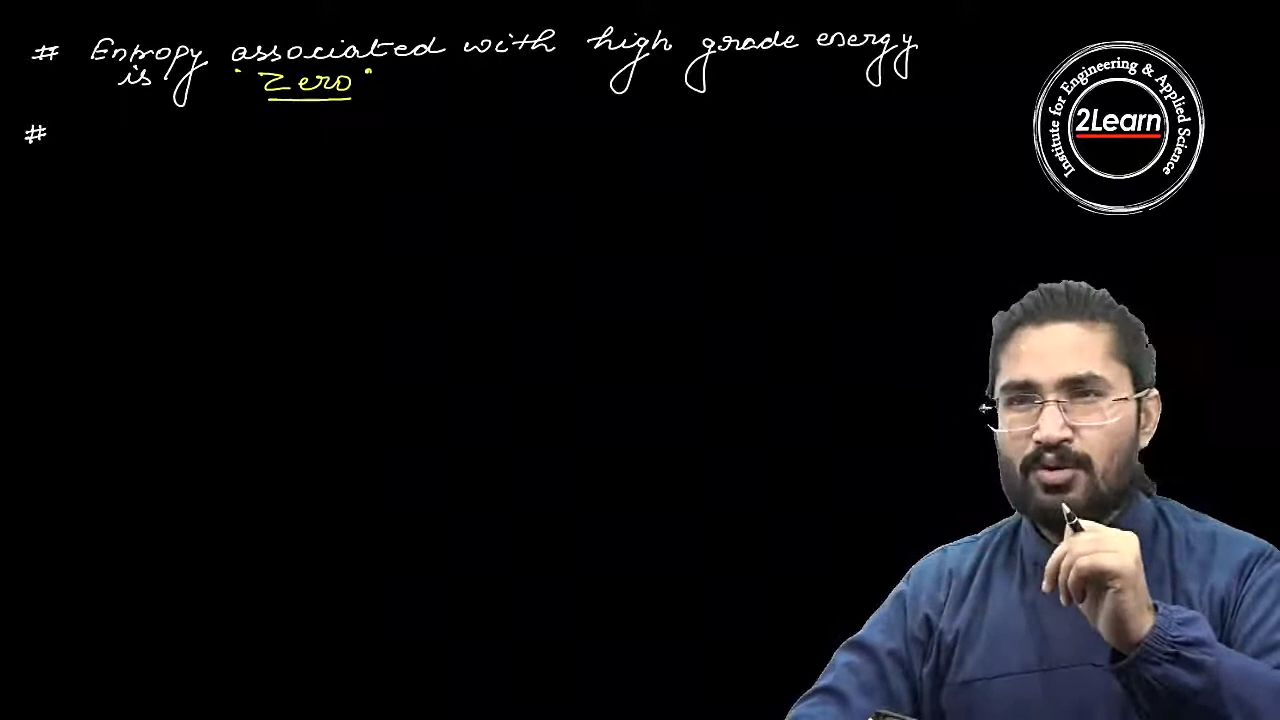 # Entropy associated with high grade energy
is "Zero"
#
Institute for Engineering & Applied Science
2Learn